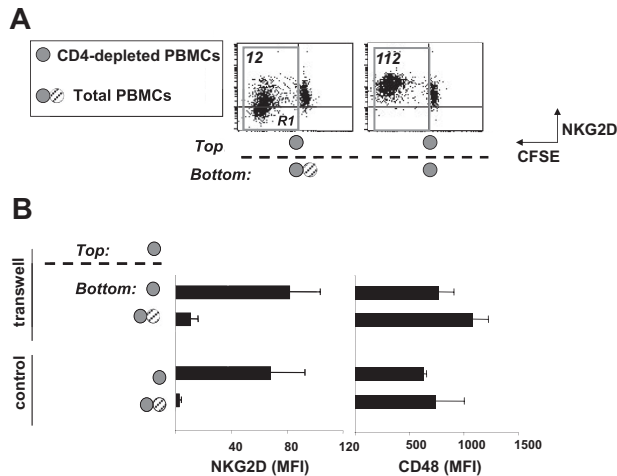 A
CD4-depleted PBMCs
Total PBMCs
12
R1
112
NKG2D
CFSE
Top
Bottom:
B
Top:
Bottom:
transwell
control
40
80
120
500
1000
1500
NKG2D (MFI)
CD48 (MFI)